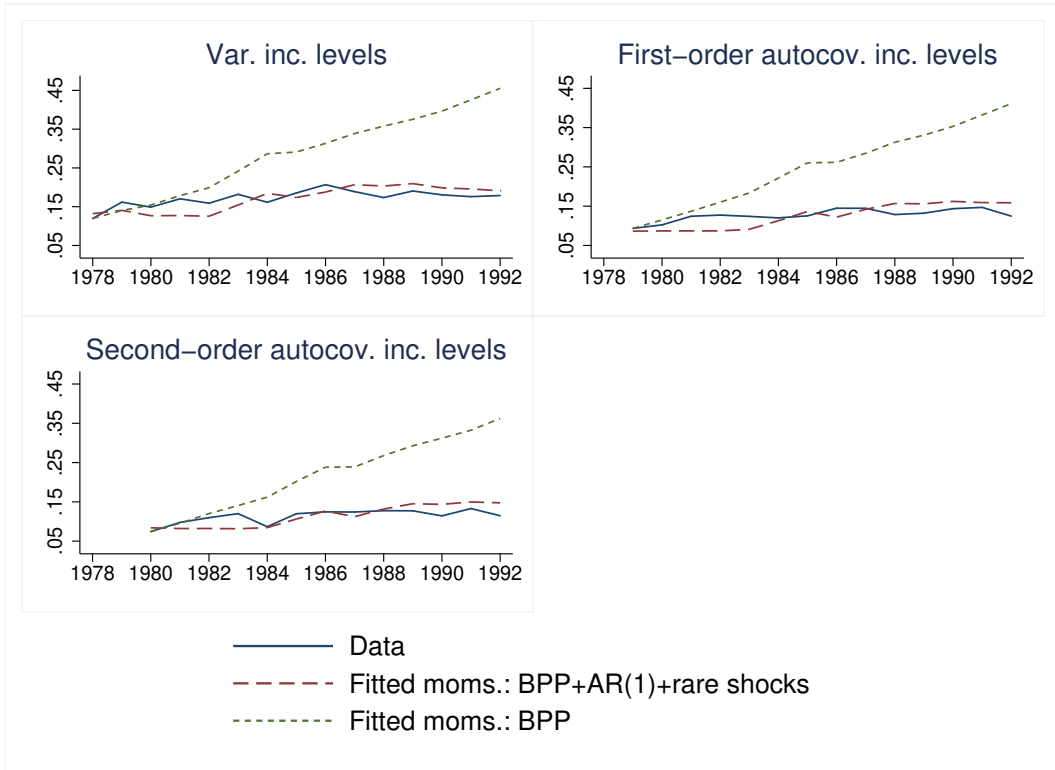 Var. inc. levels
.05 .15 .25 .35 .45
1978 1980 1982 1984 1986 1988 1990 1992
First−order autocov. inc. levels
.05 .15 .25 .35 .45
1978 1980 1982 1984 1986 1988 1990 1992
Second−order autocov. inc. levels
.05 .15 .25 .35 .45
1978 1980 1982 1984 1986 1988 1990 1992
Data
Fitted moms.: BPP+AR(1)+rare shocks
Fitted moms.: BPP